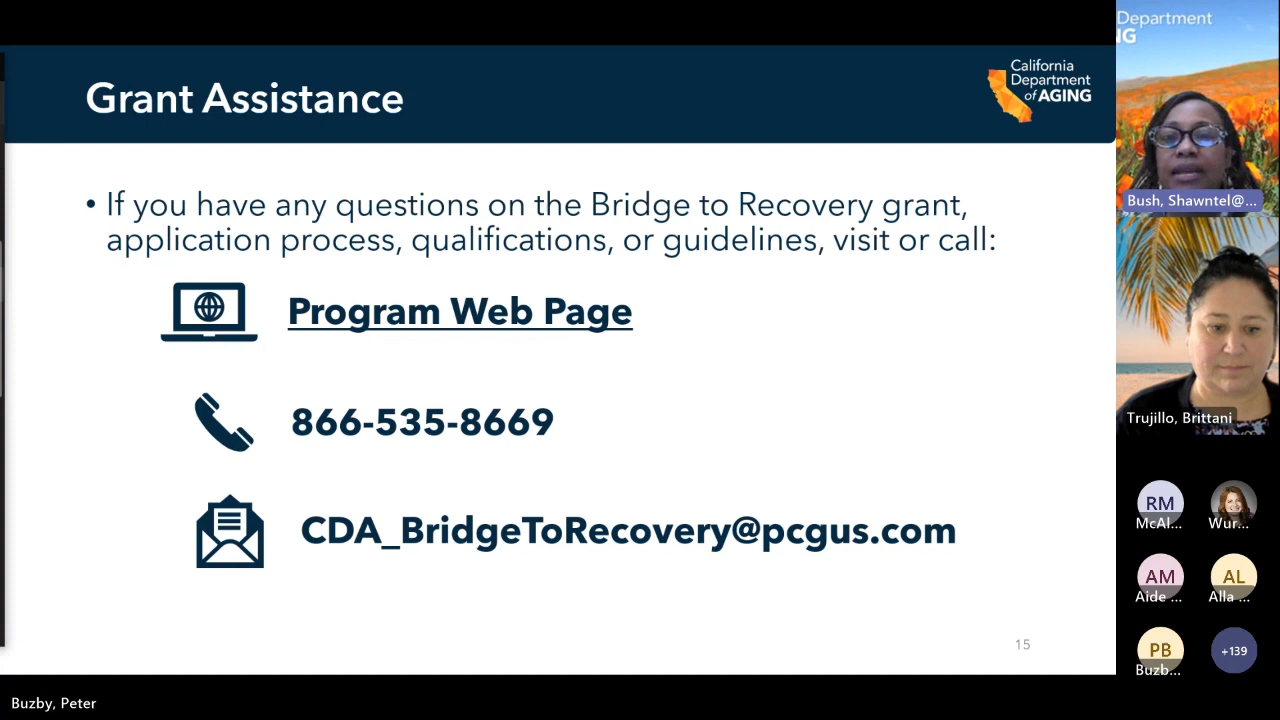 Grant Assistance
California
Department
of AGING
• If you have any questions on the Bridge to Recovery grant,
application process, qualifications, or guidelines, visit or call:
Program Web Page
866-535-8669
CDA_BridgeToRecovery@pcgus.com
15
Department
NG
Bush, Shawntel@...
Trujillo, Brittani
RM
McAl...
Wur...
AM
Aide ...
AL
Alla ...
PB
Buzb...
+139
Buzby, Peter